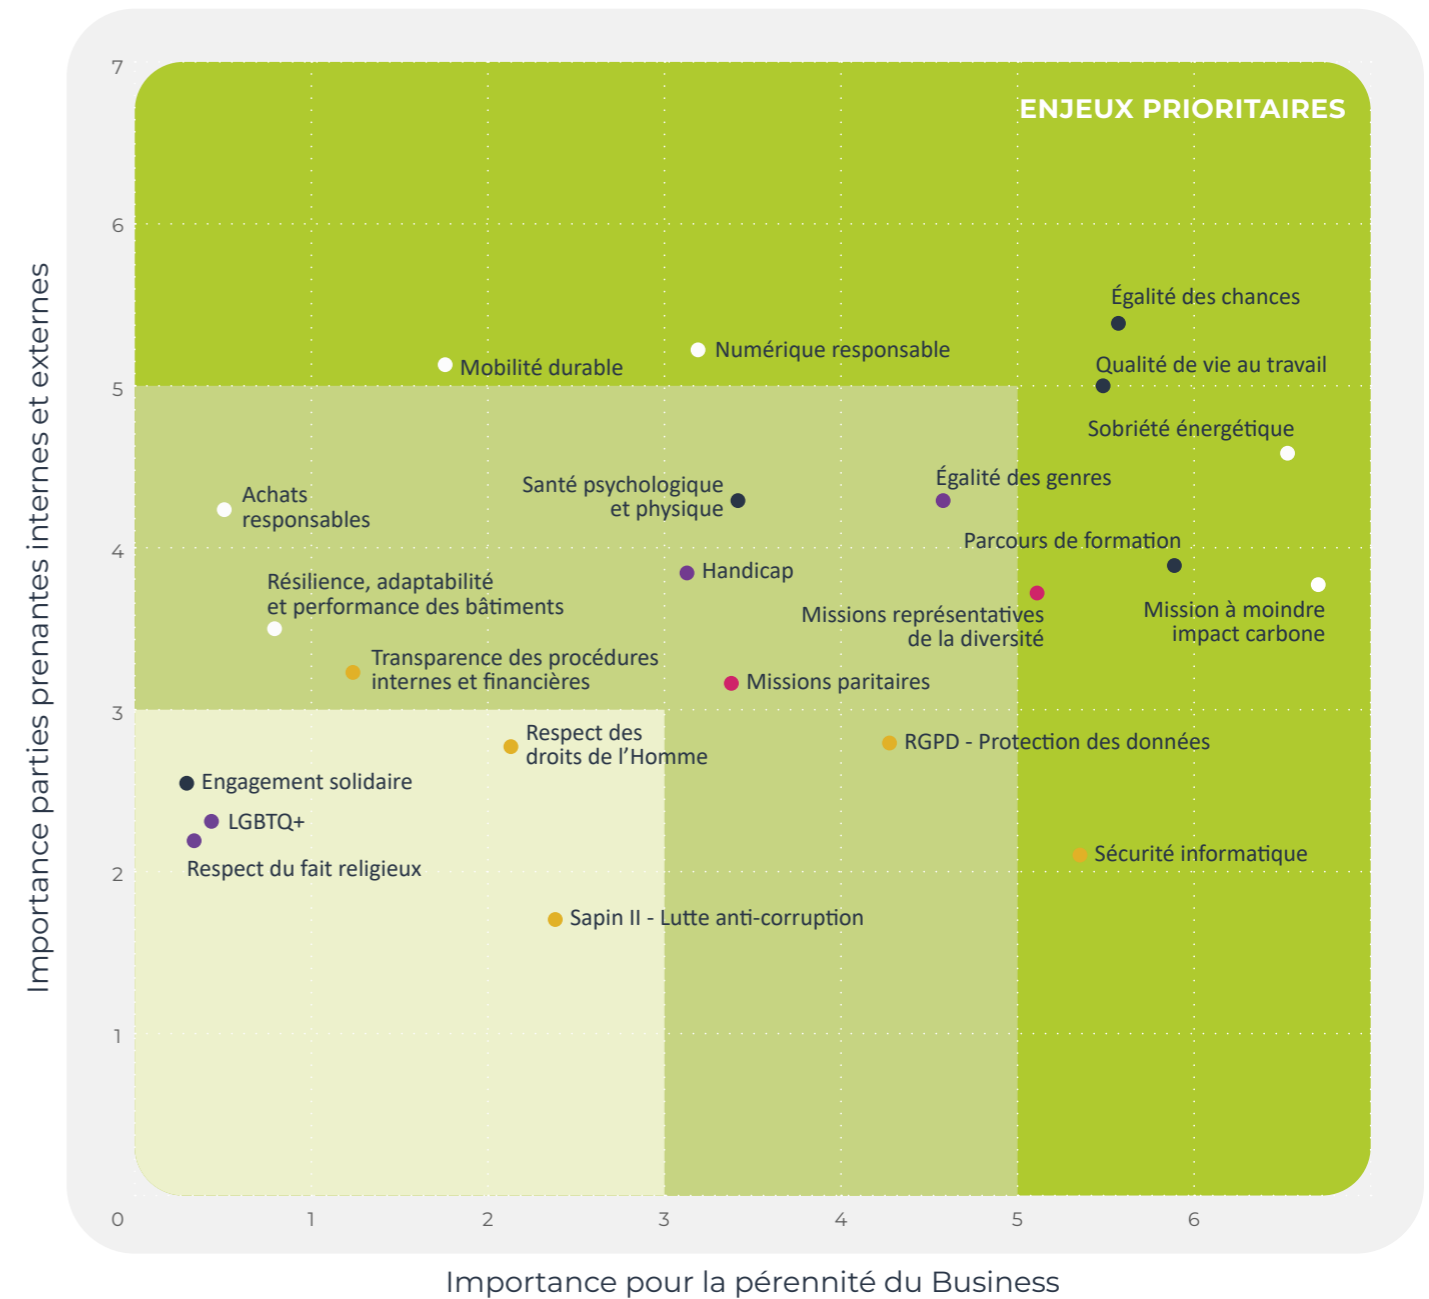 7
ENJEUX PRIORITAIRES
6
Égalité des chances
Numérique responsable
Mobilité durable
Qualité de vie au travail
5
Sobriété énergétique
Égalité des genres
Santé psychologique
et physique
Achats
responsables
4
Parcours de formation
Handicap
Résilience, adaptabilité
et performance des bâtiments
Missions représentatives
de la diversité
Mission à moindre
impact carbone
Transparence des procédures
internes et financières
Missions paritaires
3
Respect des
droits de l’Homme
RGPD - Protection des données
Engagement solidaire
LGBTQ+
Sécurité informatique
Respect du fait religieux
2
Sapin II - Lutte anti-corruption
1
0
1
2
3
4
5
6
Importance parties prenantes internes et externes
Importance pour la pérennité du Business